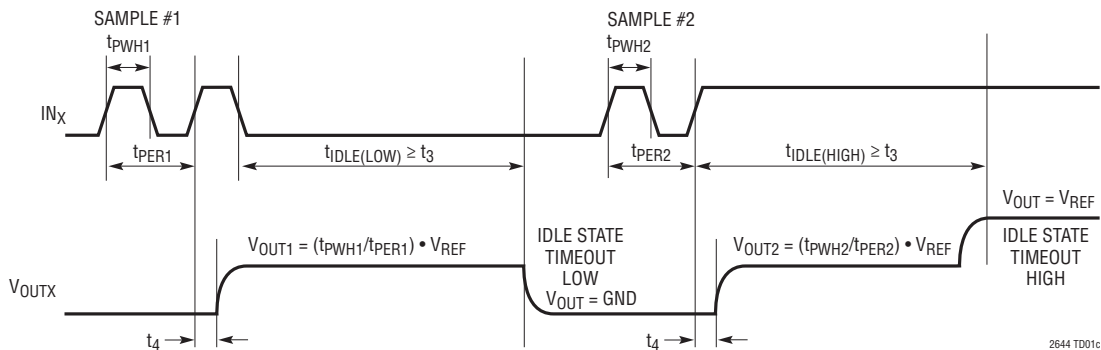 SAMPLE #1
SAMPLE #2
tPWH1
tPWH2
INX
tPER1
tIDLE(LOW) ≥ t3
tPER2
tIDLE(HIGH) ≥ t3
VOUT = VREF
IDLE STATE
TIMEOUT
HIGH
VOUT1 = (tPWH1/tPER1) • VREF
IDLE STATE
TIMEOUT
LOW
VOUT = GND
VOUT2 = (tPWH2/tPER2) • VREF
VOUTX
t4
t4
2644 TD01c